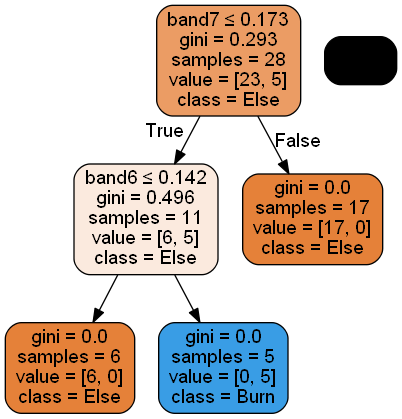 band7 ≤ 0.173
gini = 0.293
samples = 28
value = [23, 5]
class = Else
True
False
band6 ≤ 0.142
gini = 0.496
samples = 11
value = [6, 5]
class = Else
gini = 0.0
samples = 17
value = [17, 0]
class = Else
gini = 0.0
samples = 6
value = [6, 0]
class = Else
gini = 0.0
samples = 5
value = [0, 5]
class = Burn